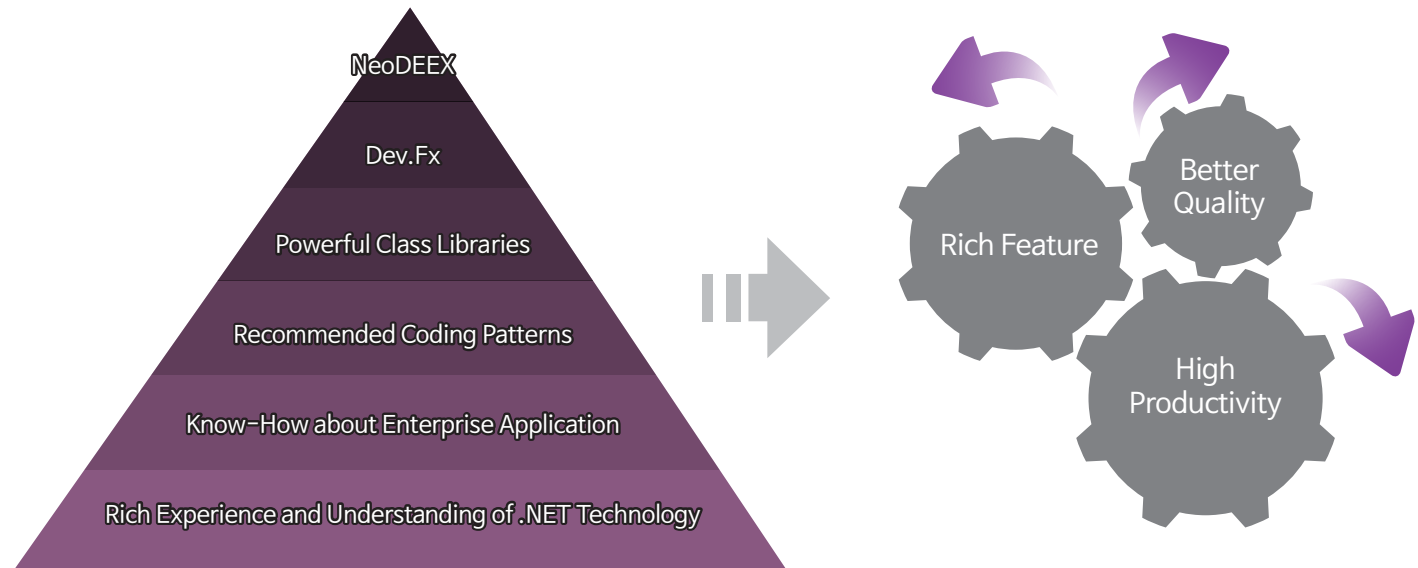 NeoDEEX
Dev.Fx
Powerful Class Libraries
Recommended Coding Patterns
Know-How about Enterprise Application
Rich Experience and Understanding of .NET Technology
Rich Feature
Better
Quality
High
Productivity